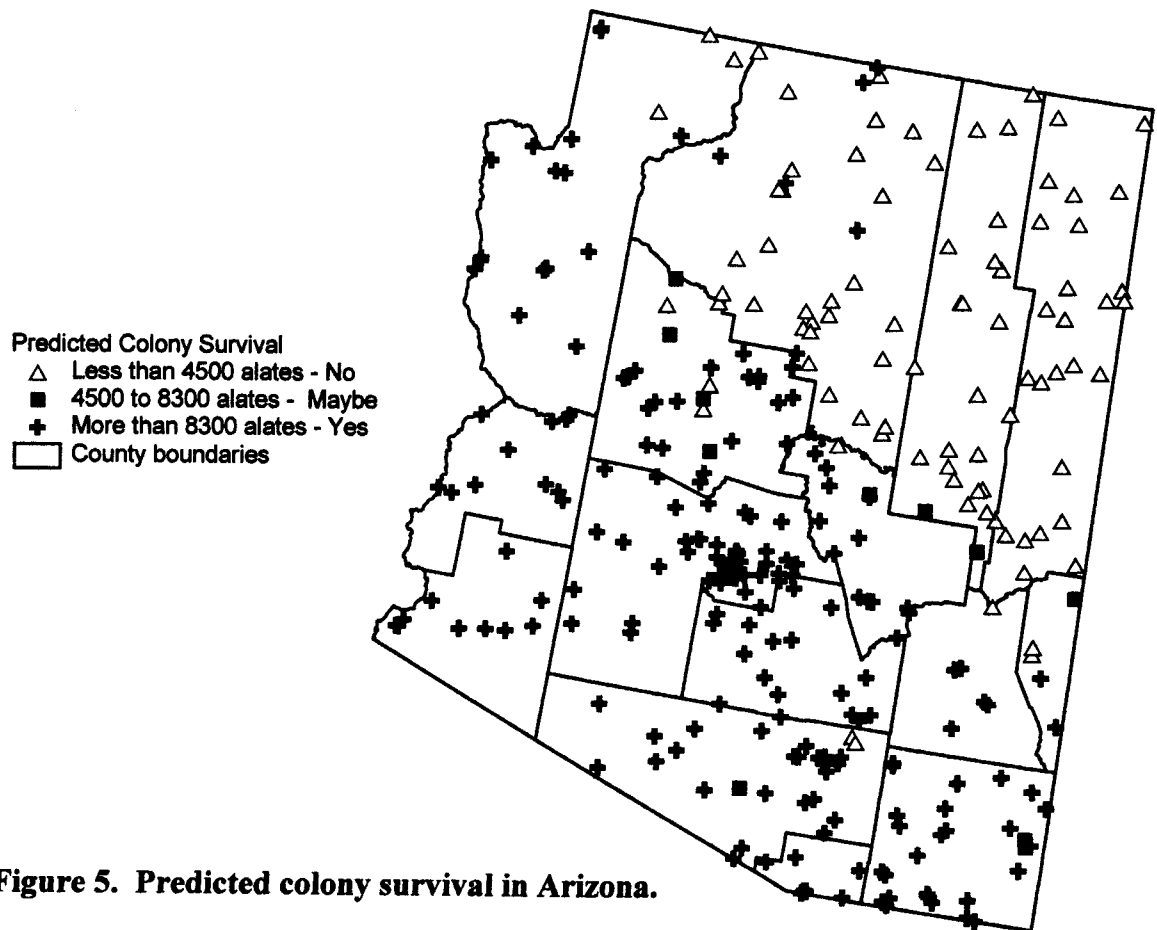 Predicted Colony Survival
Less than 4500 alates - No
4500 to 8300 alates - Maybe
More than 8300 alates - Yes
County boundaries
Figure 5. Predicted colony survival in Arizona.